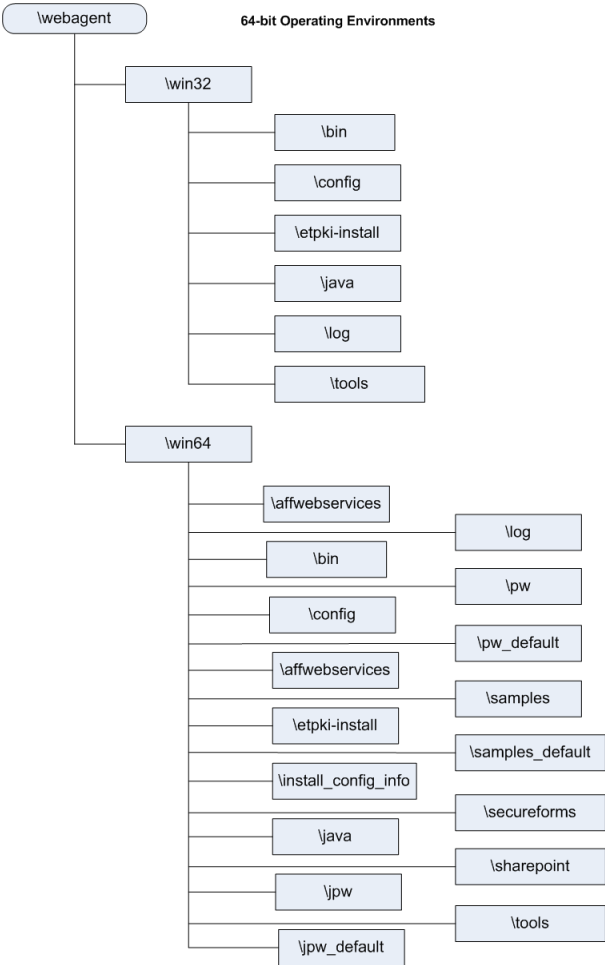 \webagent
64-bit Operating Environments
\win32
\bin
\config
\etpki-install
\java
\log
\tools
\win64
\affwebservices
\log
\bin
\pw
\config
\pw_default
\affwebservices
\samples
\etpki-install
\samples_default
\install_config_info
\secureforms
\java
\sharepoint
\jpw
\tools
\jpw_default